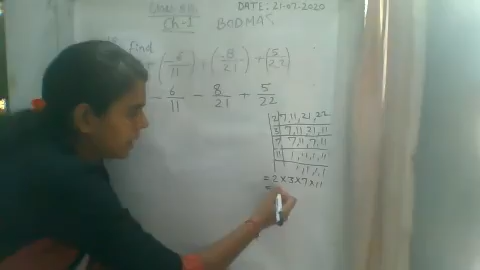 DATE: 21-07-2020
Ch-1 BODMAS
find
(-6/11) + (-8/21) + (5/22)
- 6/11 - 8/21 + 5/22
2 | 7, 11, 21, 22
3 | 7, 11, 21, 11
7 | 7, 11, 7, 11
11 | 1, 11, 1, 11
1, 1, 1, 1
= 2 × 3 × 7 × 11
=